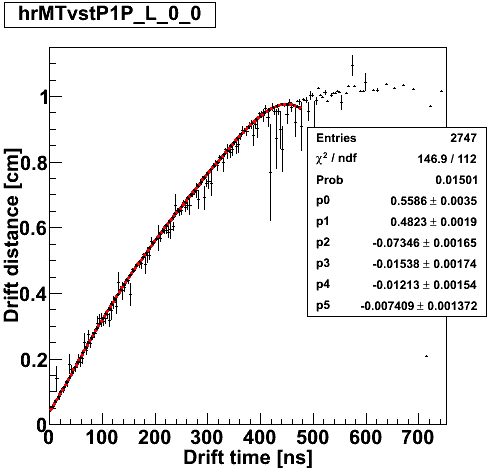 hrMTvstP1P_L_0_0
Drift distance [cm]
1
0.8
0.6
0.4
0.2
0
0 100 200 300 400 500 600 700
Drift time [ns]
Entries 2747
χ² / ndf 146.9 / 112
Prob 0.01501
p0 0.5586 ± 0.0035
p1 0.4823 ± 0.0019
p2 -0.07346 ± 0.00165
p3 -0.01538 ± 0.00174
p4 -0.01213 ± 0.00154
p5 -0.007409 ± 0.001372